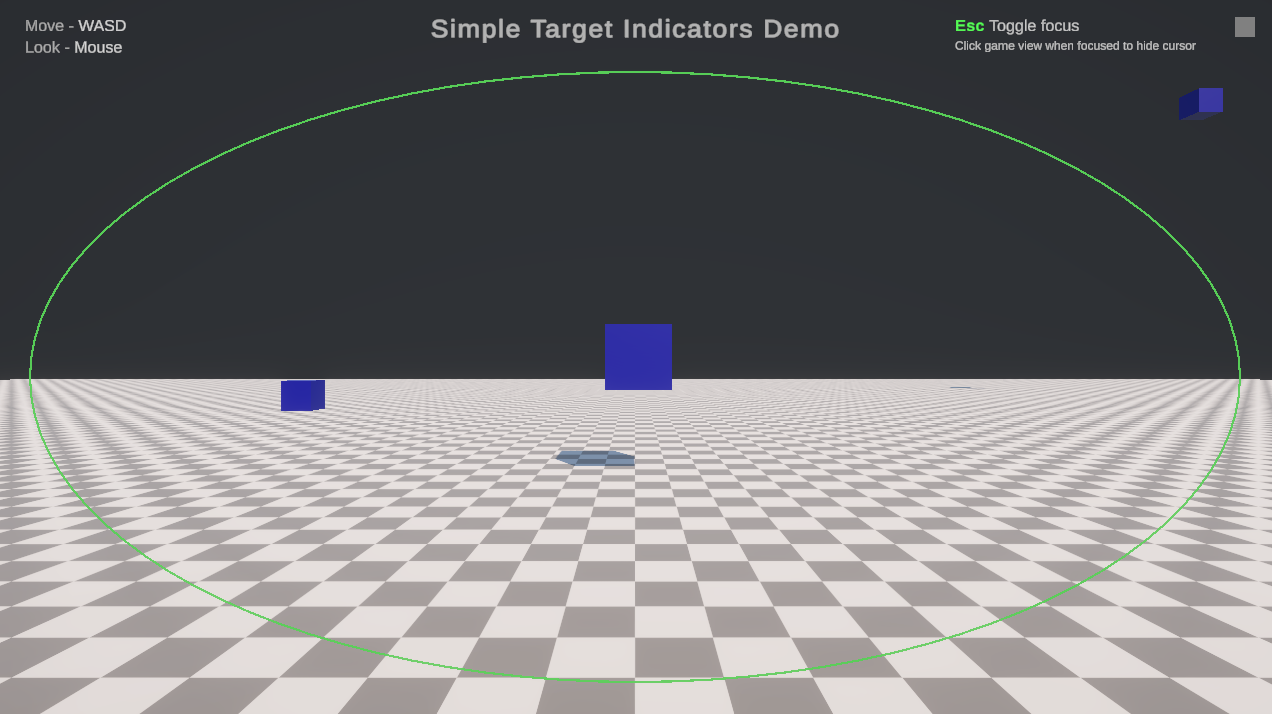 Move - WASD
Look - Mouse
Simple Target Indicators Demo
Esc Toggle focus
Click game view when focused to hide cursor